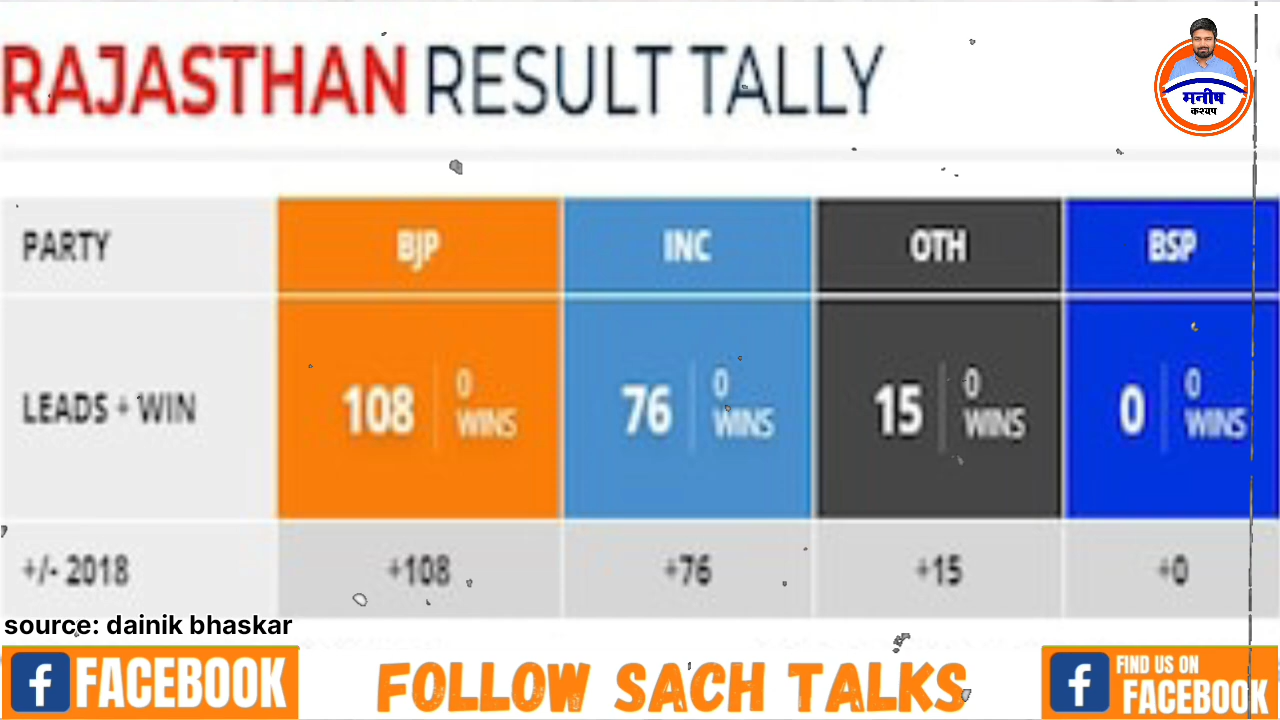 RAJASTHAN RESULT TALLY
मनीष
कश्यप
PARTY BJP INC OTH BSP
LEADS + WIN 108 0 WINS 76 0 WINS 15 0 WINS 0 0 WINS
+/- 2018 +108 +76 +15 +0
source: dainik bhaskar
f FACEBOOK FOLLOW SACH TALKS f FIND US ON FACEBOOK